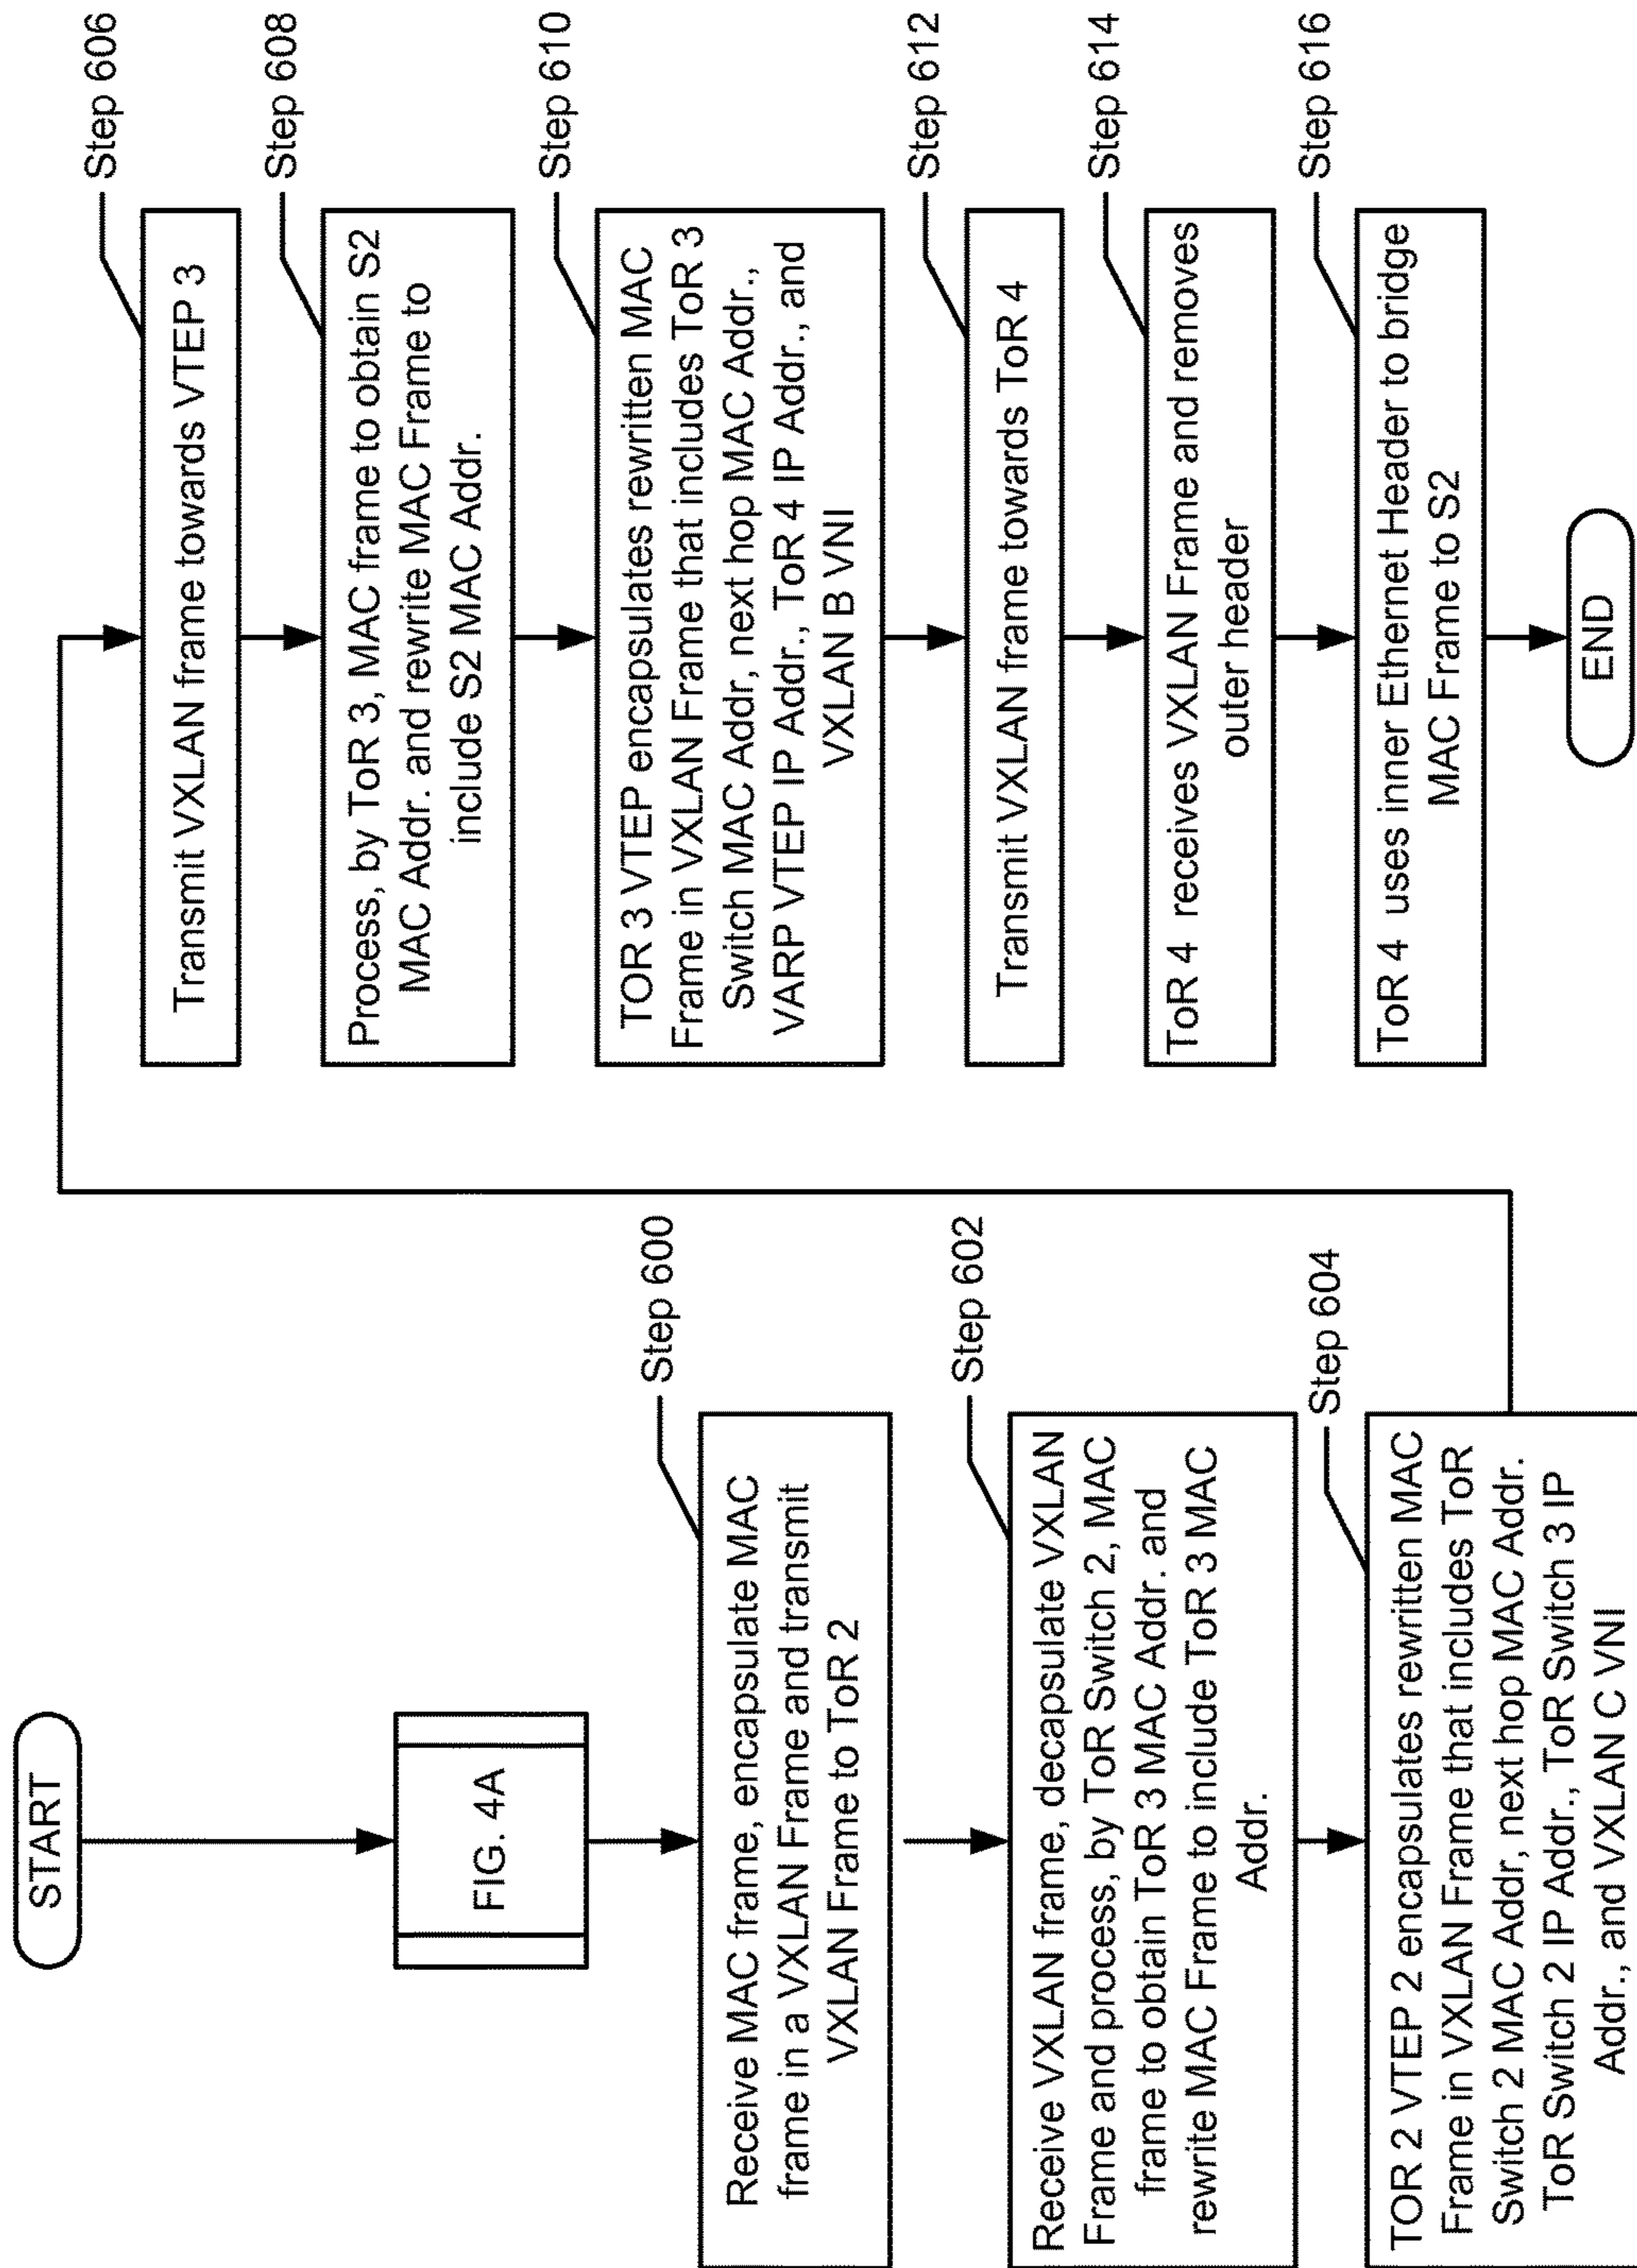 START
FIG. 4A
Step 600
Receive MAC frame, encapsulate MAC
frame in a VXLAN Frame and transmit
VXLAN Frame to ToR 2
Step 602
Receive VXLAN frame, decapsulate VXLAN
Frame and process, by ToR Switch 2, MAC
frame to obtain ToR 3 MAC Addr. and
rewrite MAC Frame to include ToR 3 MAC
Addr.
Step 604
TOR 2 VTEP 2 encapsulates rewritten MAC
Frame in VXLAN Frame that includes ToR
Switch 2 MAC Addr, next hop MAC Addr.
ToR Switch 2 IP Addr., ToR Switch 3 IP
Addr., and VXLAN C VNI
Step 606
Transmit VXLAN frame towards VTEP 3
Step 608
Process, by ToR 3, MAC frame to obtain S2
MAC Addr. and rewrite MAC Frame to
include S2 MAC Addr.
Step 610
TOR 3 VTEP encapsulates rewritten MAC
Frame in VXLAN Frame that includes ToR 3
Switch MAC Addr, next hop MAC Addr.,
VARP VTEP IP Addr., ToR 4 IP Addr., and
VXLAN B VNI
Step 612
Transmit VXLAN frame towards ToR 4
Step 614
ToR 4 receives VXLAN Frame and removes
outer header
Step 616
ToR 4 uses inner Ethernet Header to bridge
MAC Frame to S2
END